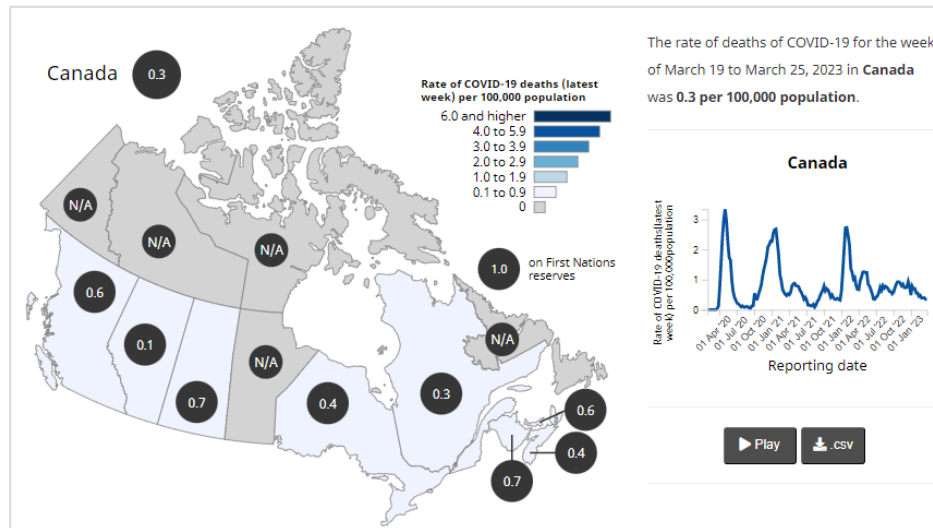 Canada 0.3
Rate of COVID-19 deaths (latest
week) per 100,000 population
6.0 and higher
4.0 to 5.9
3.0 to 3.9
2.0 to 2.9
1.0 to 1.9
0.1 to 0.9
0
N/A
N/A
N/A
1.0
on First Nations
reserves
0.6
0.1
0.7
N/A
0.4
0.3
N/A
0.6
0.4
0.7
The rate of deaths of COVID-19 for the week
of March 19 to March 25, 2023 in Canada
was 0.3 per 100,000 population.
Canada
Rate of COVID-19 deaths(latest
week) per 100,000population
3
2
1
0
01 Apr '20
01 Jul '20
01 Oct '20
01 Jan '21
01 Apr '21
01 Jul '21
01 Oct '21
01 Jan '22
01 Apr '22
01 Jul '22
01 Oct '22
01 Jan '23
Reporting date
Play
.csv